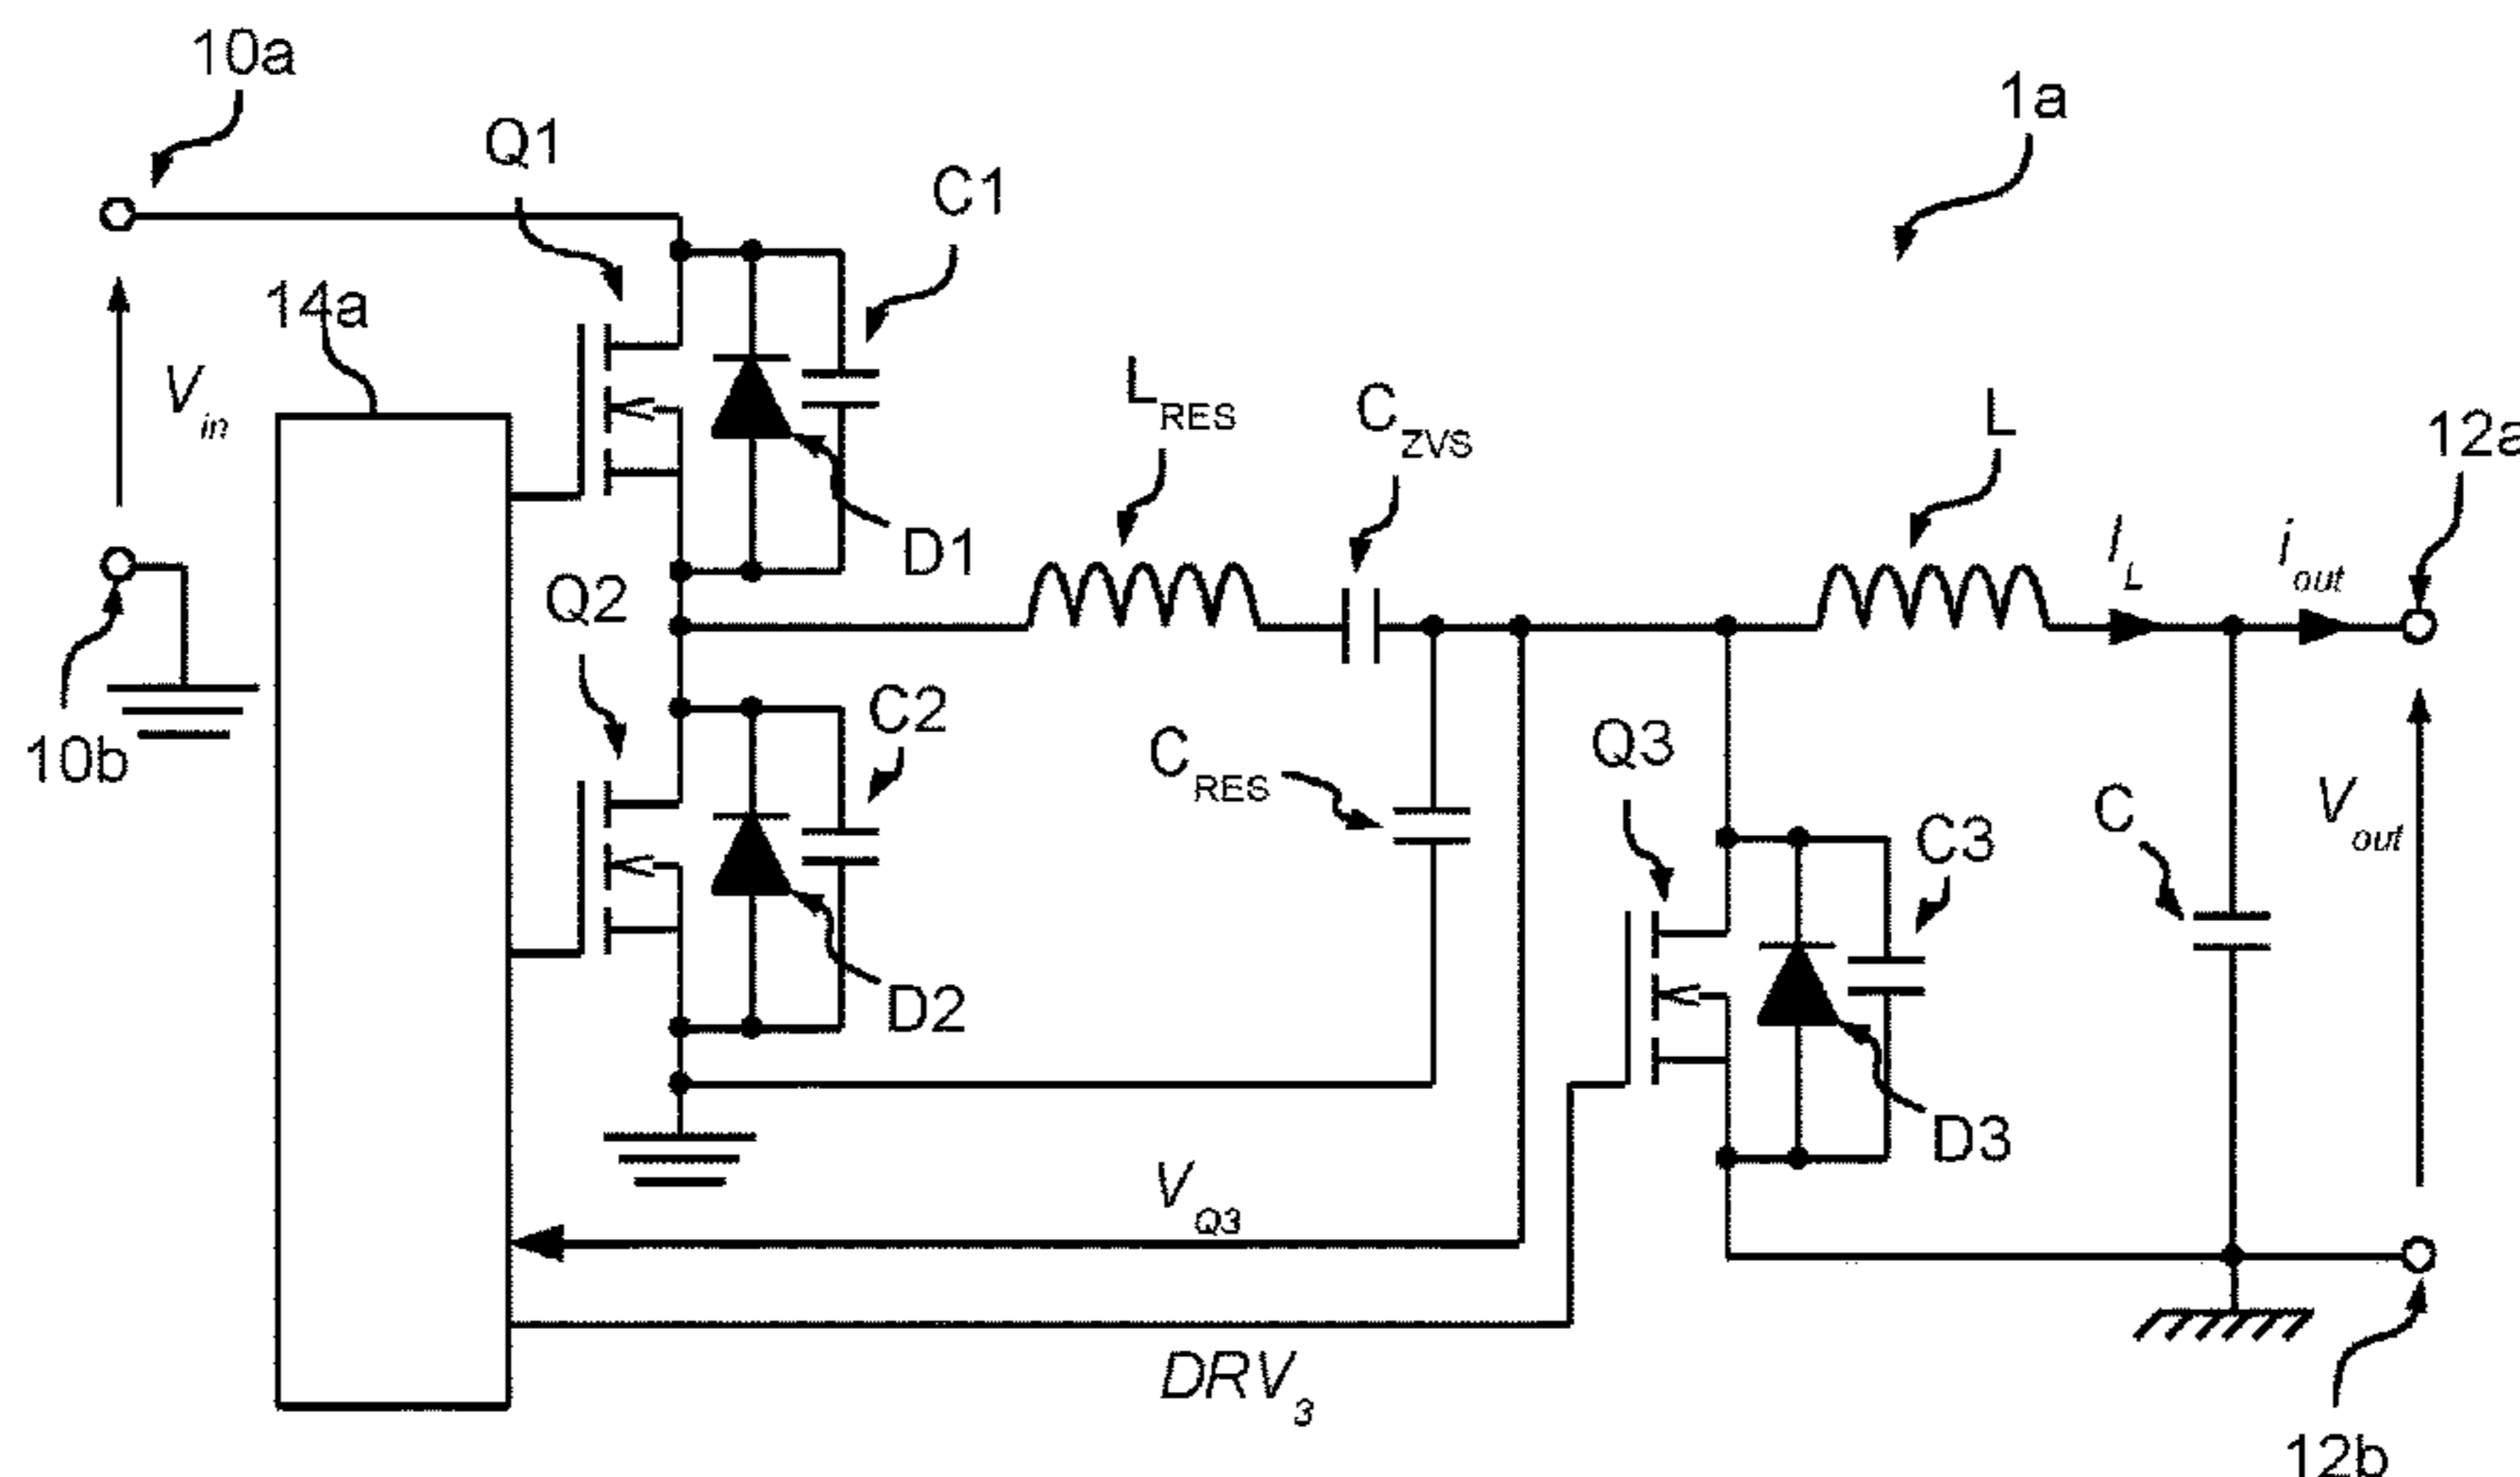 10a
1a
Q1
C1
14a
V in
L RES
C ZVS
L
12a
D1
I L
i out
Q2
10b
C2
C RES
Q3
C3
C
V out
D2
D3
V Q3
DRV 3
12b